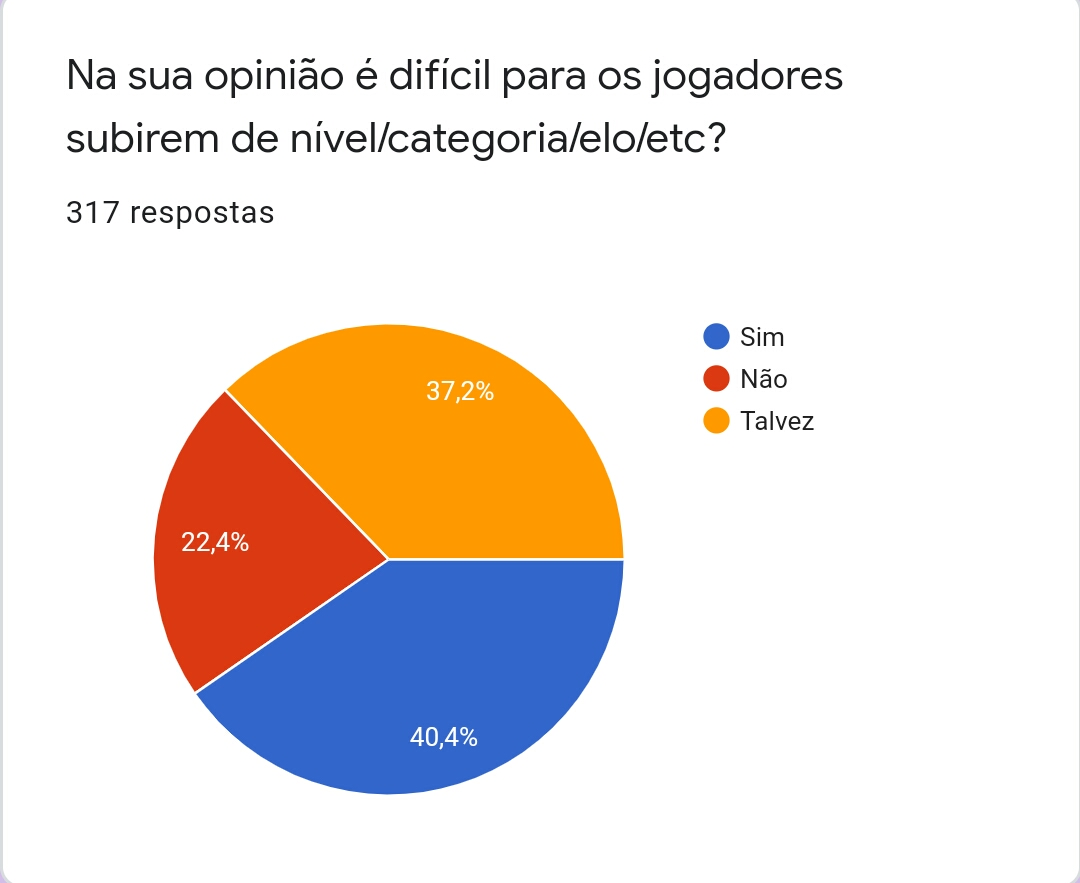 Na sua opinião é difícil para os jogadores
subirem de nível/categoria/elo/etc?
317 respostas
Sim
Não
Talvez
37,2%
22,4%
40,4%